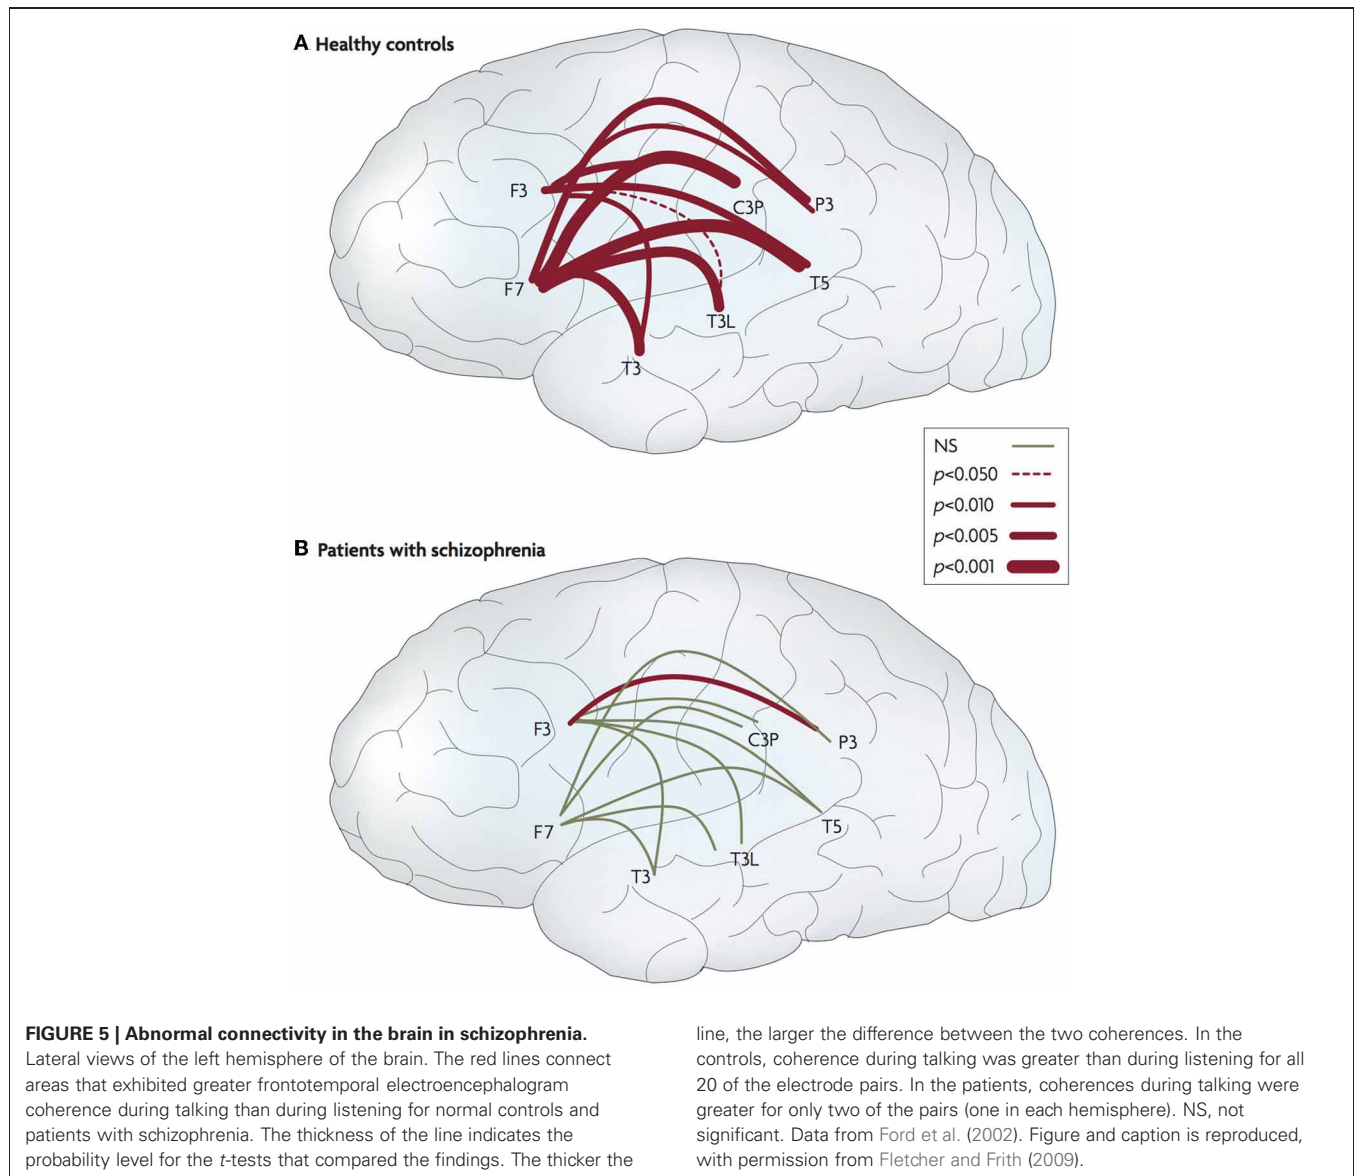 A Healthy controls
F3
C3P
P3
F7
T5
T3L
T3
NS
p<0.050
p<0.010
p<0.005
p<0.001
B Patients with schizophrenia
F3
C3P
P3
F7
T5
T3L
T3
FIGURE 5 | Abnormal connectivity in the brain in schizophrenia.
Lateral views of the left hemisphere of the brain. The red lines connect
areas that exhibited greater frontotemporal electroencephalogram
coherence during talking than during listening for normal controls and
patients with schizophrenia. The thickness of the line indicates the
probability level for the t-tests that compared the findings. The thicker the
line, the larger the difference between the two coherences. In the
controls, coherence during talking was greater than during listening for all
20 of the electrode pairs. In the patients, coherences during talking were
greater for only two of the pairs (one in each hemisphere). NS, not
significant. Data from Ford et al. (2002). Figure and caption is reproduced,
with permission from Fletcher and Frith (2009).